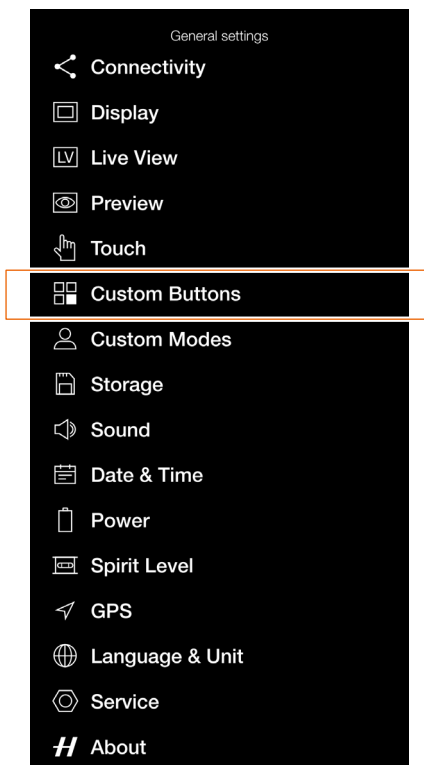 General settings
Connectivity
Display
LV Live View
Preview
Touch
Custom Buttons
Custom Modes
Storage
Sound
Date & Time
Power
Spirit Level
GPS
Language & Unit
Service
H About